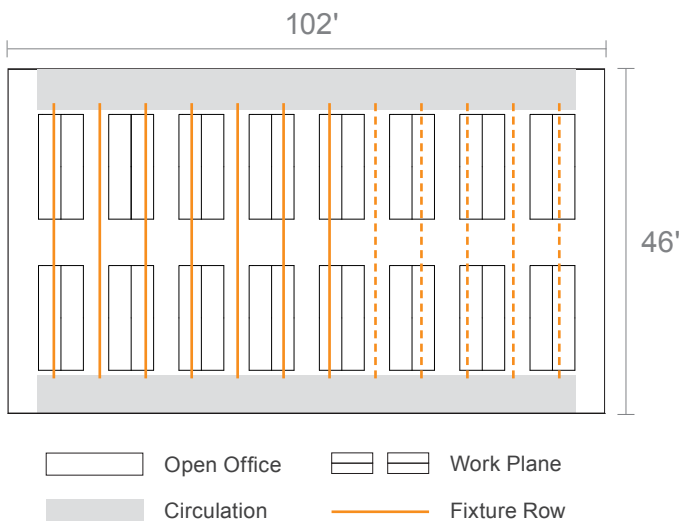 102'
46'
Open Office
Work Plane
Circulation
Fixture Row